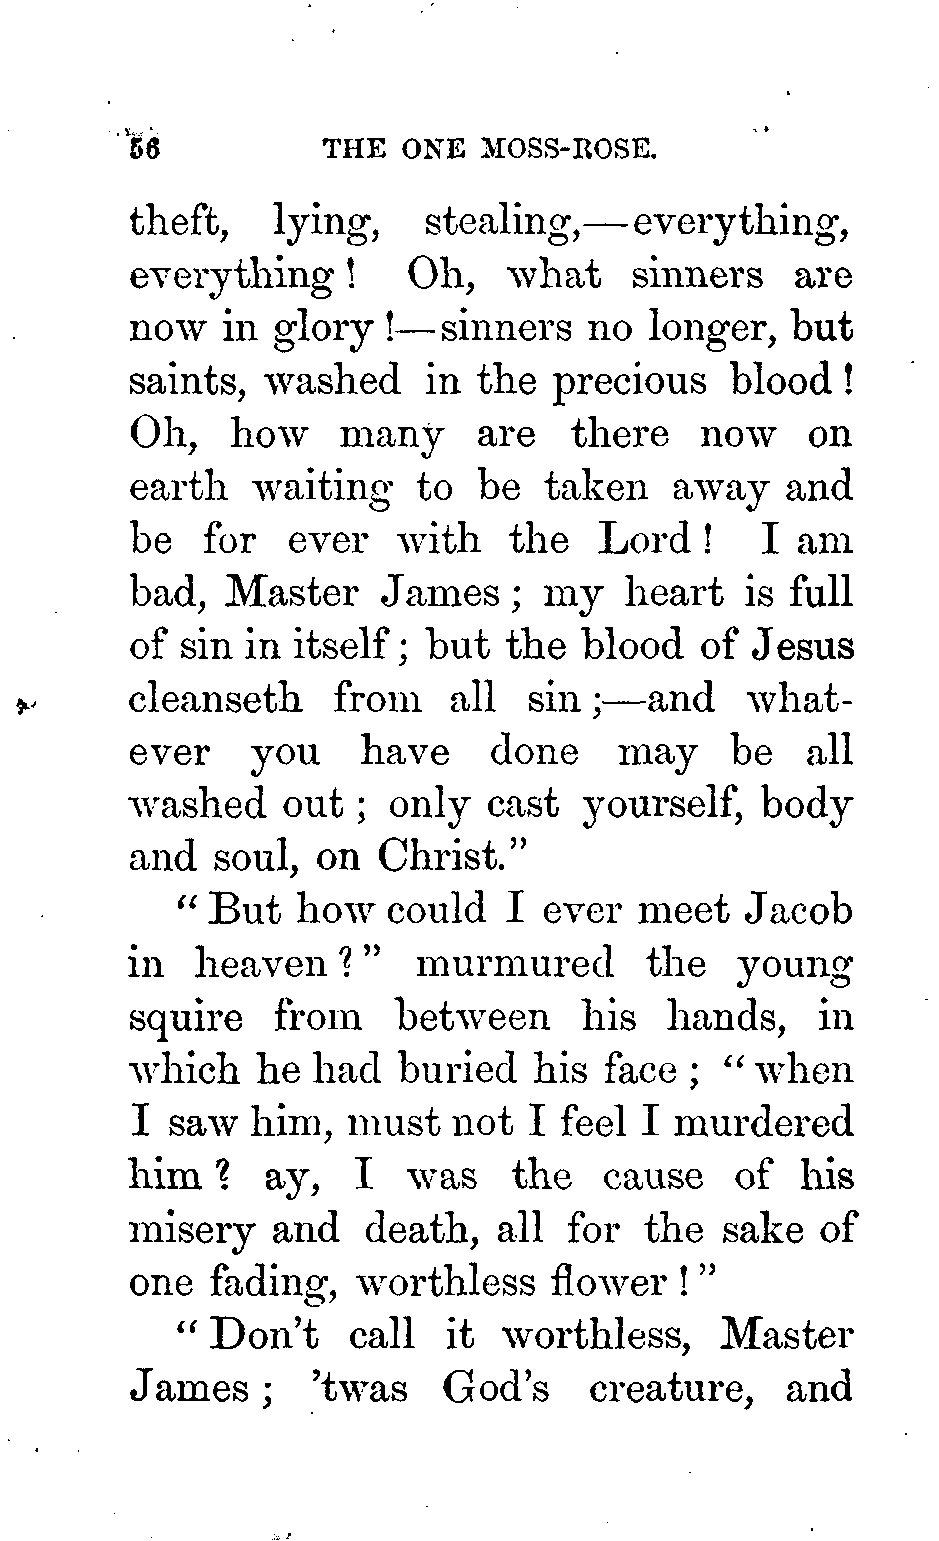 56 THE ONE MOSS-ROSE.
theft, lying, stealing,—everything,
everything! Oh, what sinners are
now in glory!—sinners no longer, but
saints, washed in the precious blood!
Oh, how many are there now on
earth waiting to be taken away and
be for ever with the Lord! I am
bad, Master James; my heart is full
of sin in itself; but the blood of Jesus
cleanseth from all sin;—and what-
ever you have done may be all
washed out; only cast yourself, body
and soul, on Christ."
"But how could I ever meet Jacob
in heaven?" murmured the young
squire from between his hands, in
which he had buried his face; "when
I saw him, must not I feel I murdered
him? ay, I was the cause of his
misery and death, all for the sake of
one fading, worthless flower!"
"Don't call it worthless, Master
James; 'twas God's creature, and